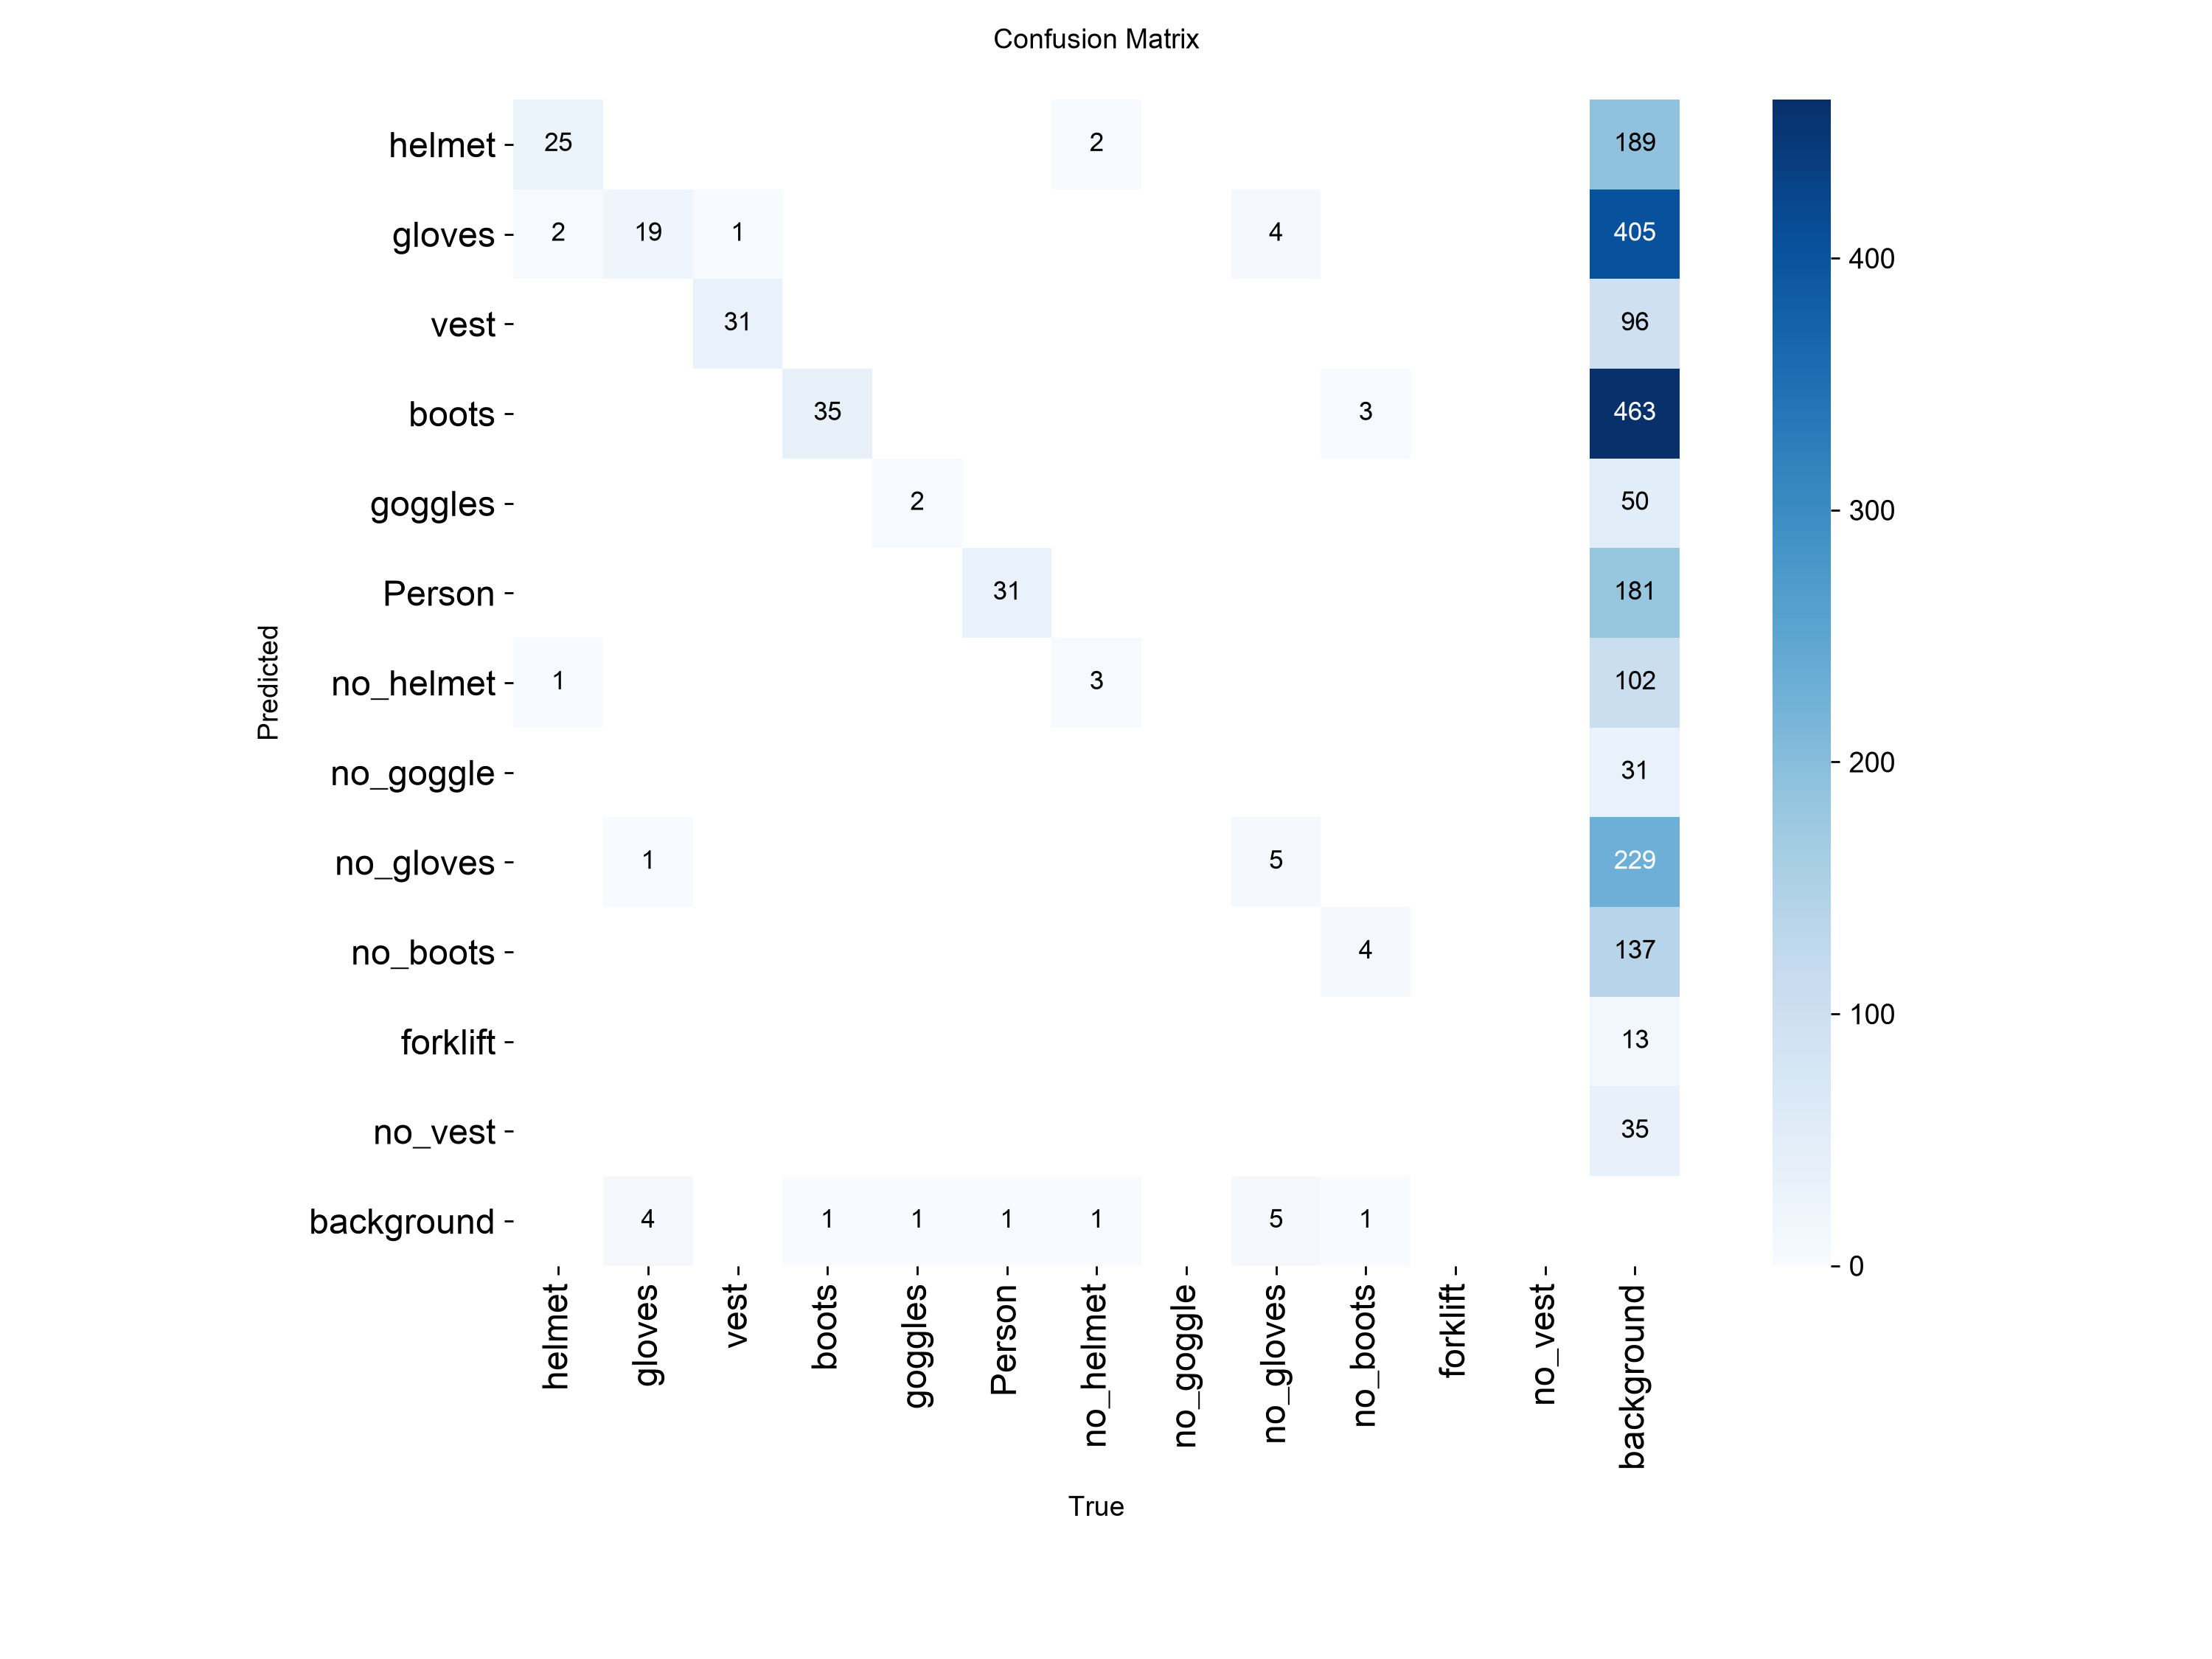 Confusion Matrix
helmet 25 2 189
gloves 2 19 1 4 405
vest 31 96
boots 35 3 463
goggles 2 50
Person 31 181
no_helmet 1 3 102
no_goggle 31
no_gloves 1 5 229
no_boots 4 137
forklift 13
no_vest 35
background 4 1 1 1 1 5 1
Predicted
helmet
gloves
vest
boots
goggles
Person
no_helmet
no_goggle
no_gloves
no_boots
forklift
no_vest
background
True
400
300
200
100
0